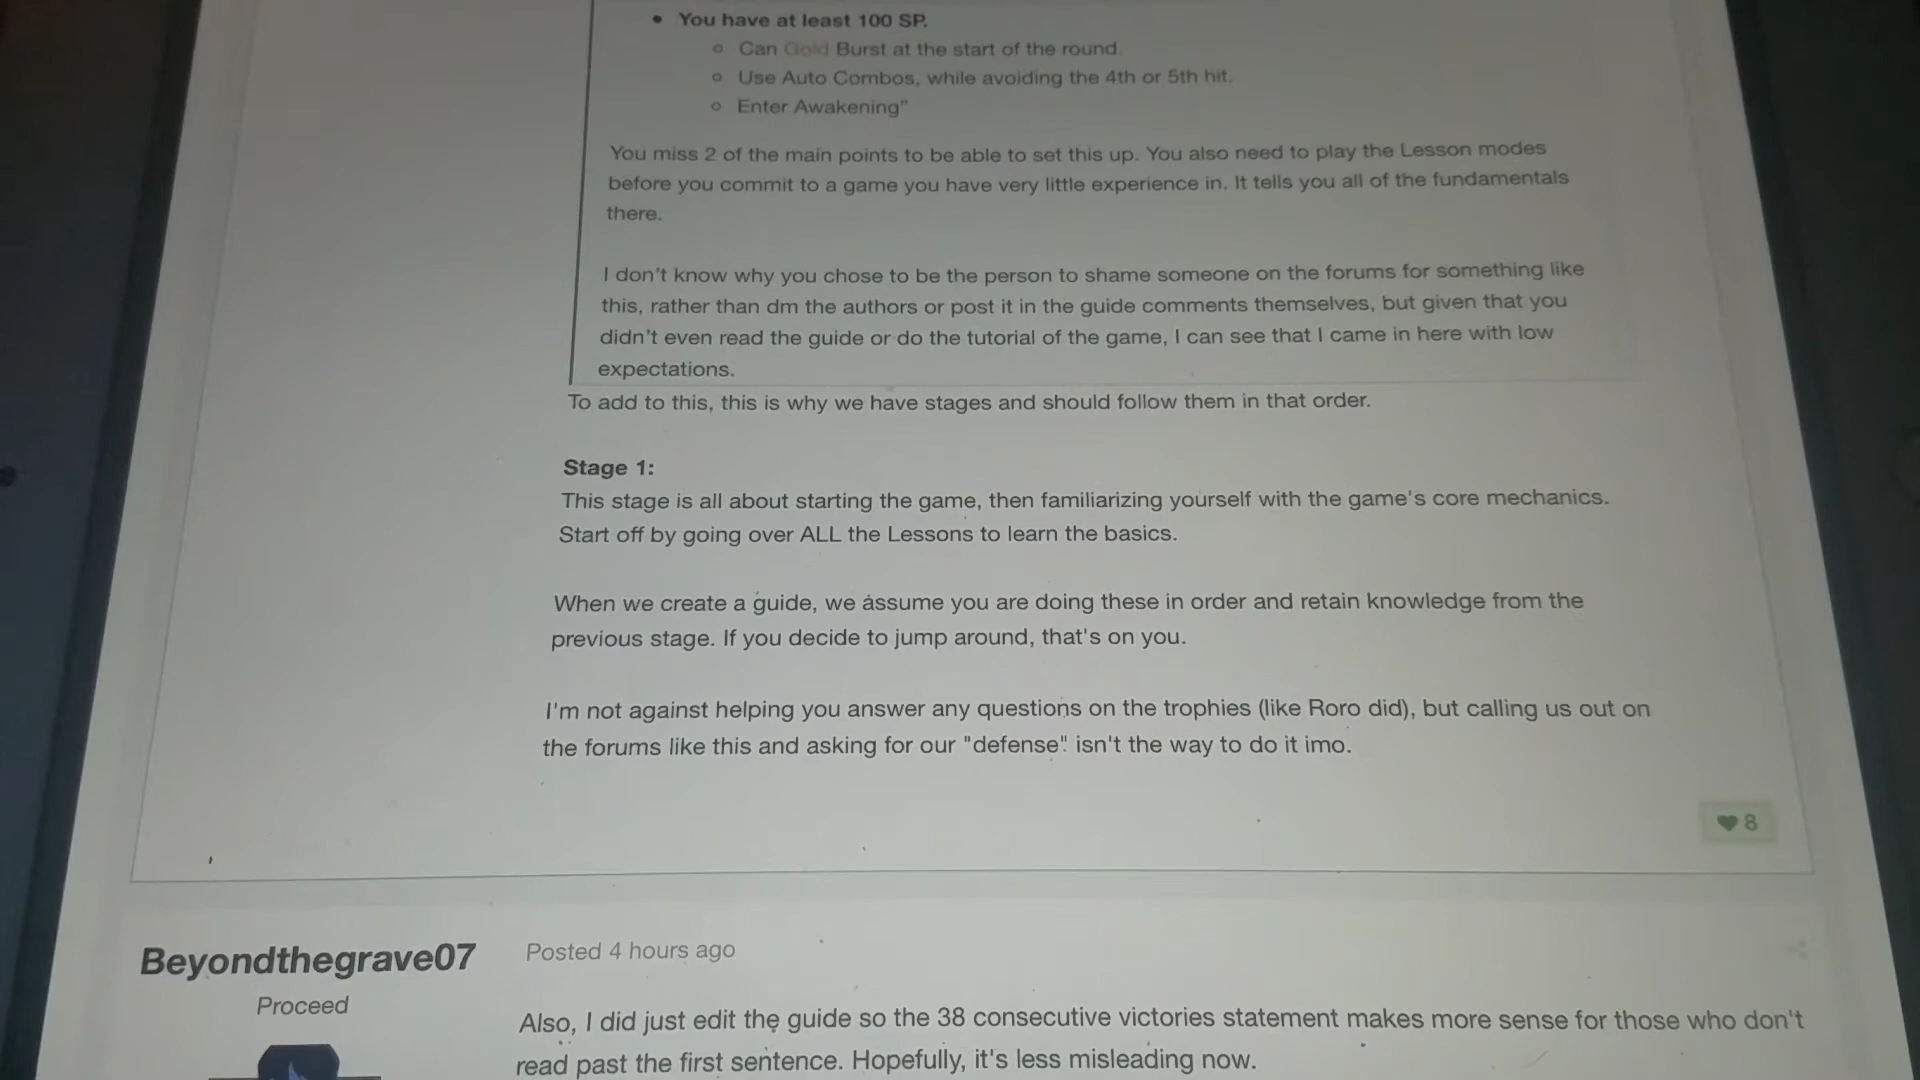 • You have at least 100 SP.
○ Can Gold Burst at the start of the round.
○ Use Auto Combos, while avoiding the 4th or 5th hit.
○ Enter Awakening"
You miss 2 of the main points to be able to set this up. You also need to play the Lesson modes
before you commit to a game you have very little experience in. It tells you all of the fundamentals
there.
I don't know why you chose to be the person to shame someone on the forums for something like
this, rather than dm the authors or post it in the guide comments themselves, but given that you
didn't even read the guide or do the tutorial of the game, I can see that I came in here with low
expectations.
To add to this, this is why we have stages and should follow them in that order.
Stage 1:
This stage is all about starting the game, then familiarizing yourself with the game's core mechanics.
Start off by going over ALL the Lessons to learn the basics.
When we create a guide, we assume you are doing these in order and retain knowledge from the
previous stage. If you decide to jump around, that's on you.
I'm not against helping you answer any questions on the trophies (like Roro did), but calling us out on
the forums like this and asking for our "defense" isn't the way to do it imo.
♥ 8
Beyondthegrave07
Posted 4 hours ago
Proceed
Also, I did just edit the guide so the 38 consecutive victories statement makes more sense for those who don't
read past the first sentence. Hopefully, it's less misleading now.